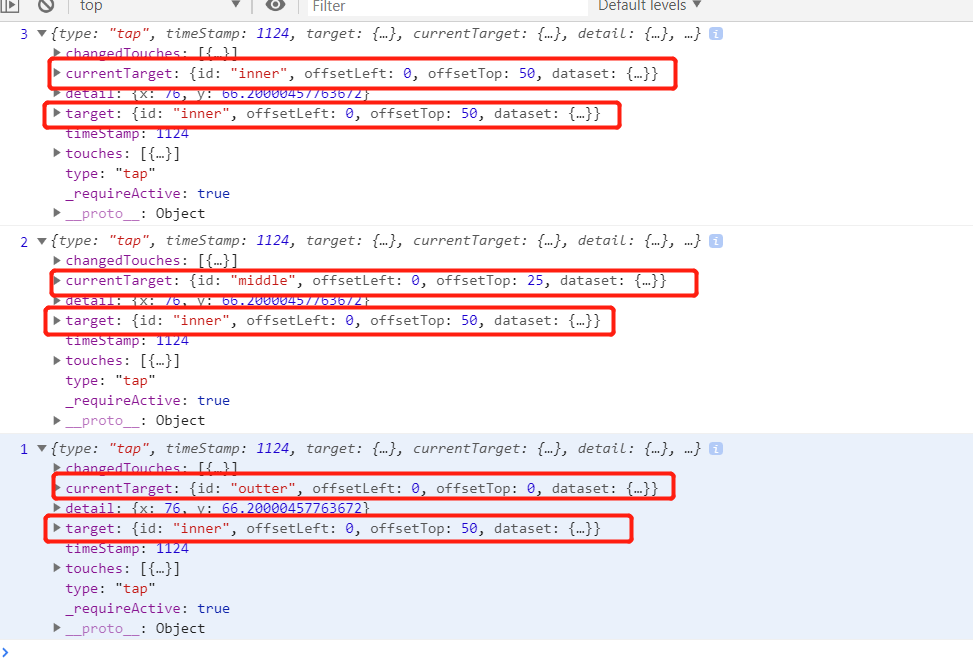 top Filter Default levels
3 {type: "tap", timeStamp: 1124, target: {…}, currentTarget: {…}, detail: {…}, …} i
changedTouches: [{…}]
currentTarget: {id: "inner", offsetLeft: 0, offsetTop: 50, dataset: {…}}
detail: {x: 76, y: 66.20000457763672}
target: {id: "inner", offsetLeft: 0, offsetTop: 50, dataset: {…}}
timeStamp: 1124
touches: [{…}]
type: "tap"
_requireActive: true
__proto__: Object
2 {type: "tap", timeStamp: 1124, target: {…}, currentTarget: {…}, detail: {…}, …} i
changedTouches: [{…}]
currentTarget: {id: "middle", offsetLeft: 0, offsetTop: 25, dataset: {…}}
detail: {x: 76, y: 66.20000457763672}
target: {id: "inner", offsetLeft: 0, offsetTop: 50, dataset: {…}}
timeStamp: 1124
touches: [{…}]
type: "tap"
_requireActive: true
__proto__: Object
1 {type: "tap", timeStamp: 1124, target: {…}, currentTarget: {…}, detail: {…}, …} i
changedTouches: [{…}]
currentTarget: {id: "outter", offsetLeft: 0, offsetTop: 0, dataset: {…}}
detail: {x: 76, y: 66.20000457763672}
target: {id: "inner", offsetLeft: 0, offsetTop: 50, dataset: {…}}
timeStamp: 1124
touches: [{…}]
type: "tap"
_requireActive: true
__proto__: Object